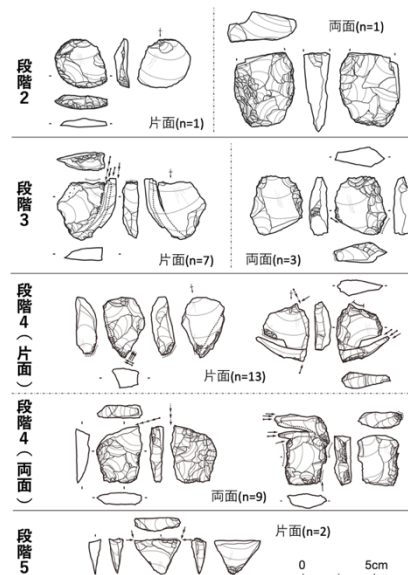 段階2
片面(n=1)
両面(n=1)
段階3
片面(n=7)
両面(n=3)
段階4(片面)
片面(n=13)
段階4(両面)
両面(n=9)
段階5
片面(n=2)
0 5cm